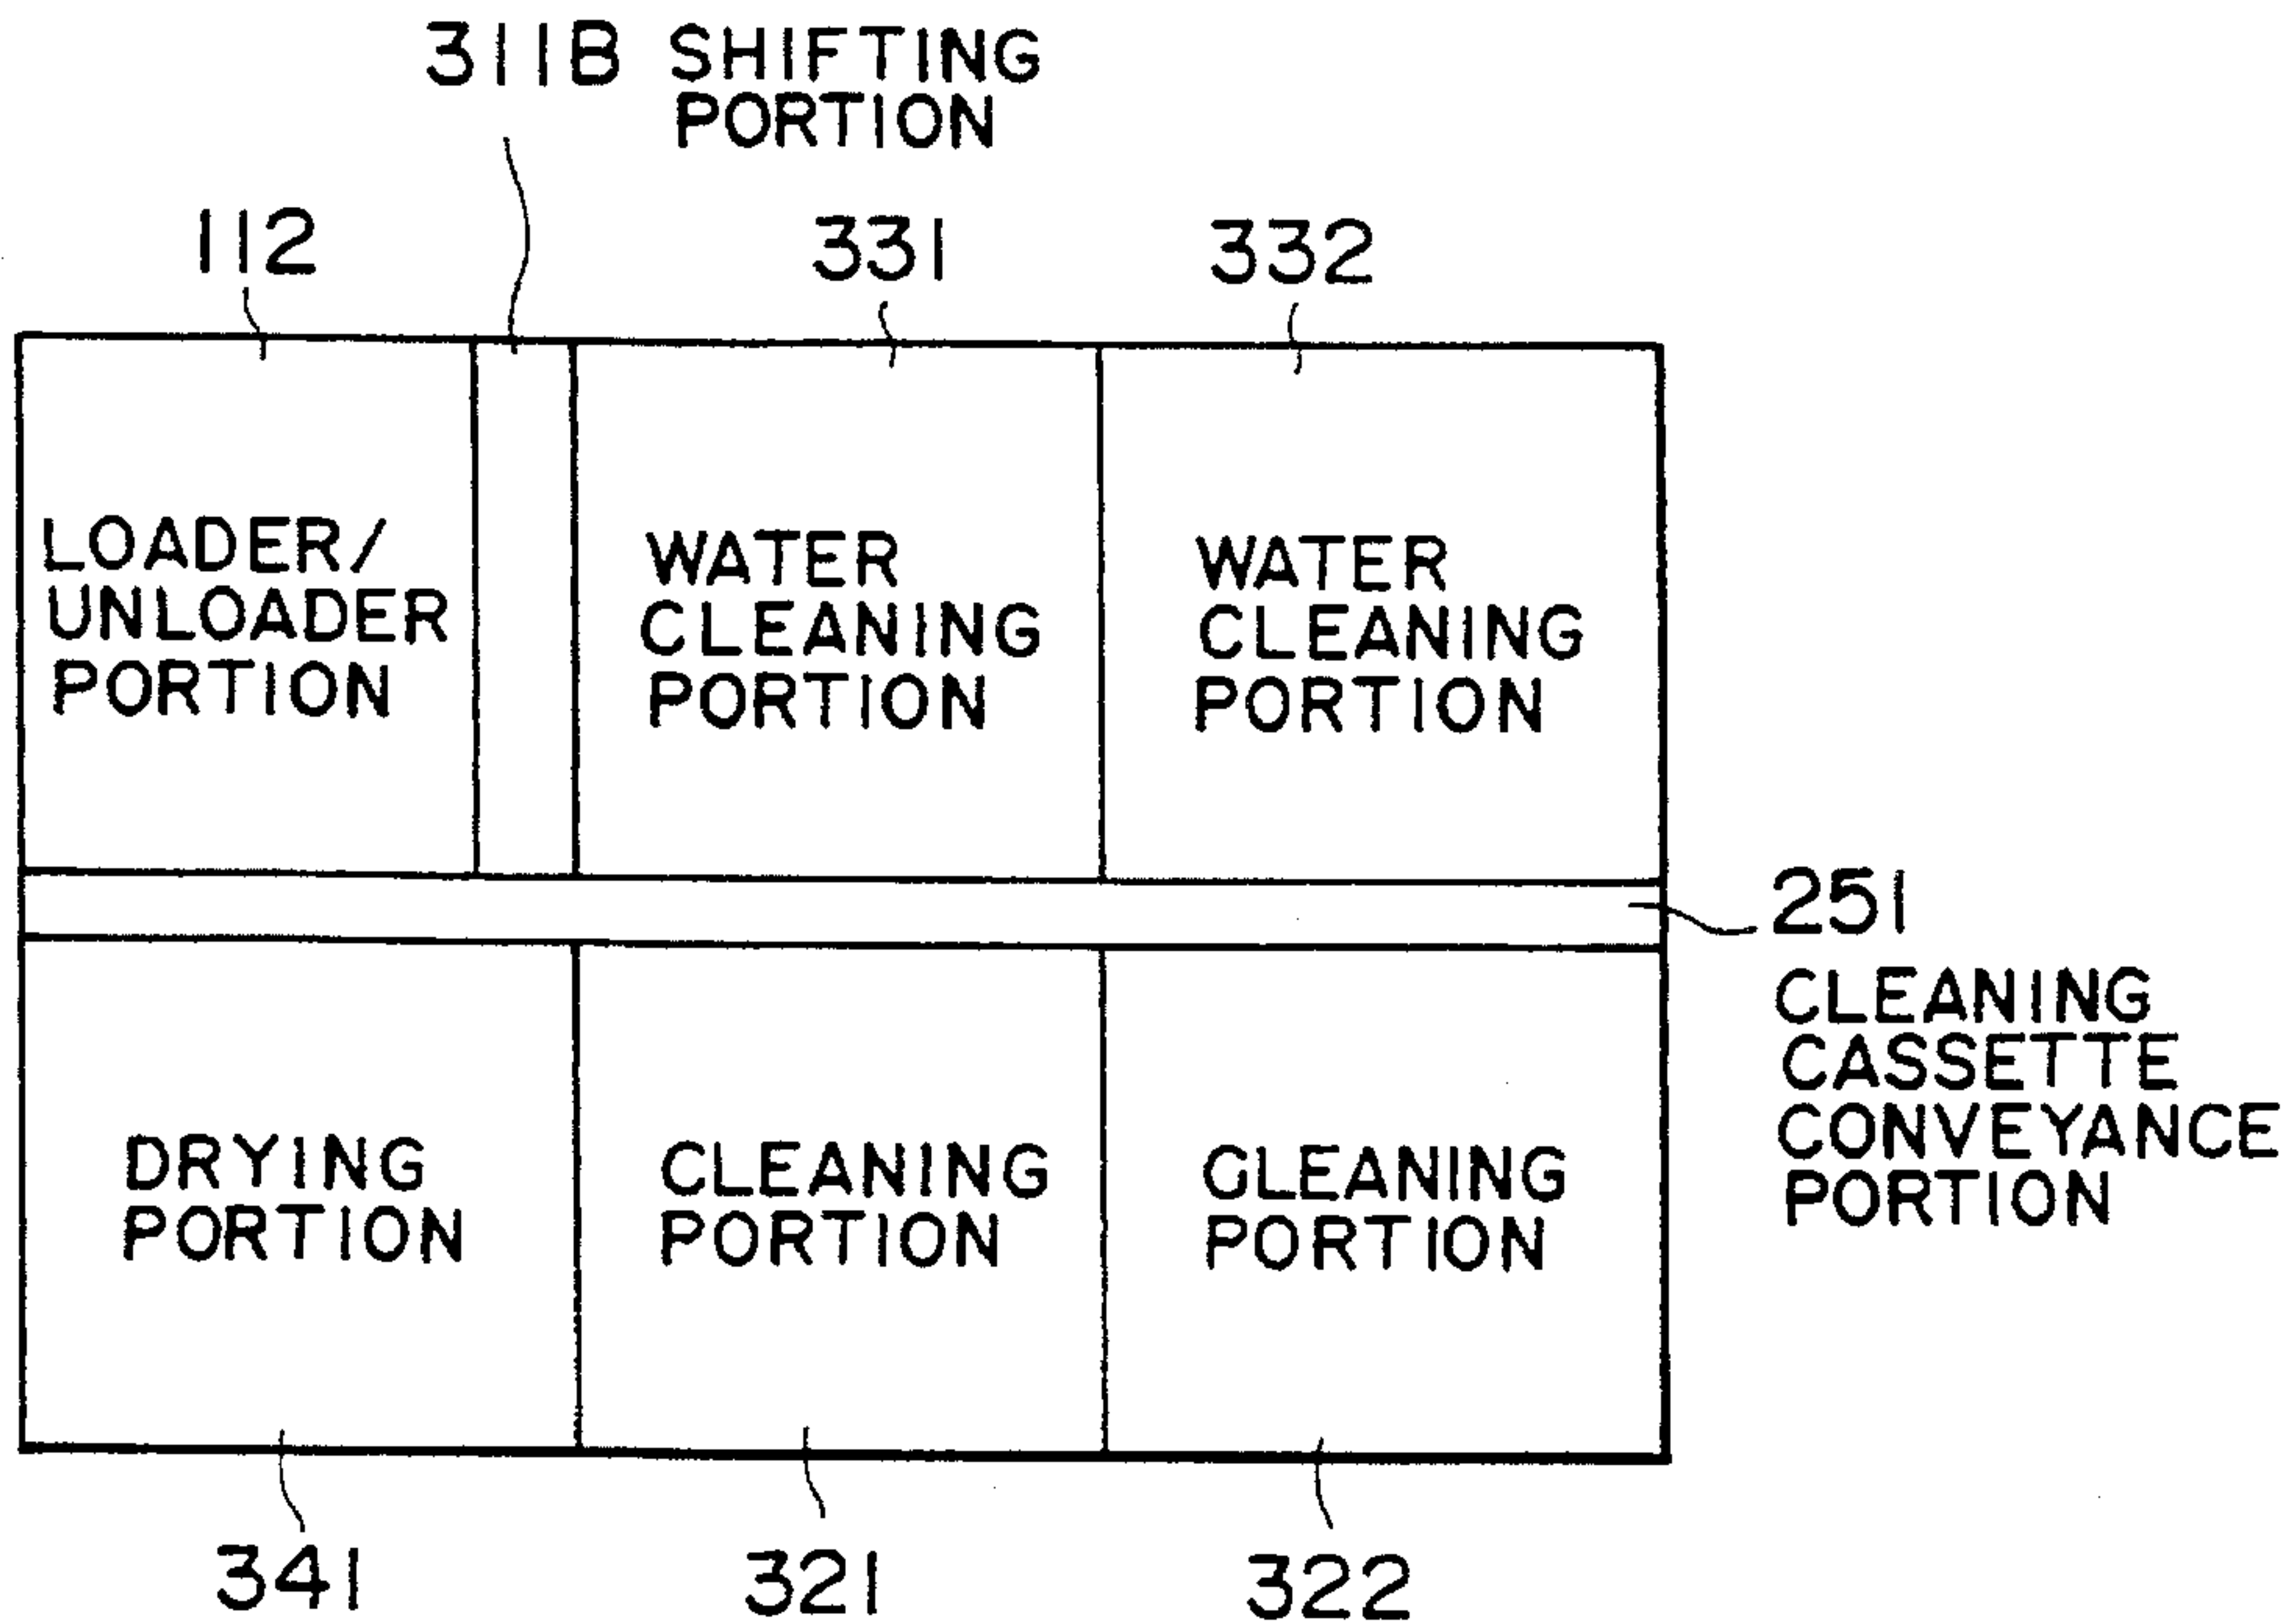 311B SHIFTING
PORTION
112
331
332
LOADER/
UNLOADER
PORTION
WATER
CLEANING
PORTION
WATER
CLEANING
PORTION
251
CLEANING
CASSETTE
CONVEYANCE
PORTION
DRYING
PORTION
CLEANING
PORTION
CLEANING
PORTION
341
321
322